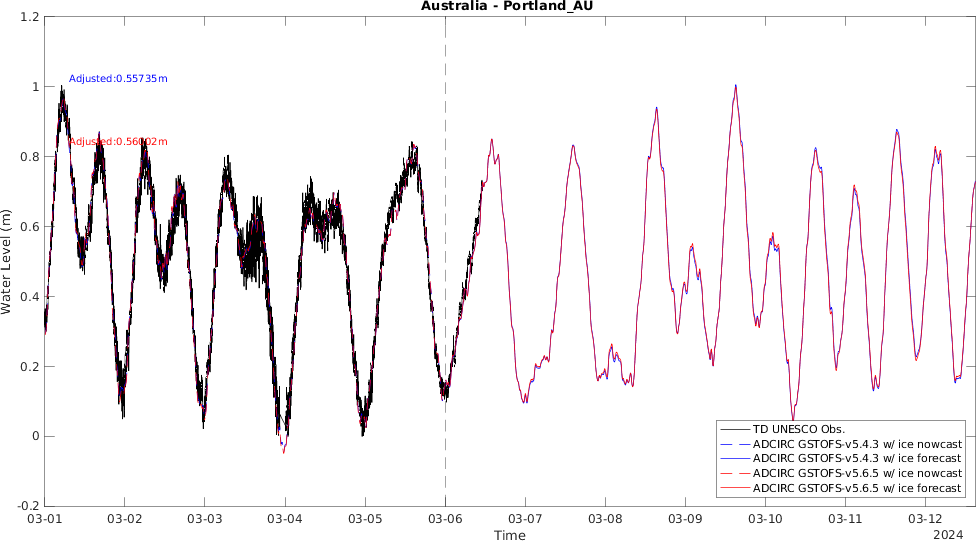 Australia - Portland_AU
1.2
1
0.8
0.6
0.4
0.2
0
-0.2
Water Level (m)
Adjusted:0.55735m
03-01
03-02
03-03
03-04
03-05
03-06
03-07
03-08
03-09
03-10
03-11
03-12
Time
2024
TD UNESCO Obs.
ADCIRC GSTOFS-v5.4.3 w/ ice nowcast
ADCIRC GSTOFS-v5.4.3 w/ ice forecast
ADCIRC GSTOFS-v5.6.5 w/ ice nowcast
ADCIRC GSTOFS-v5.6.5 w/ ice forecast